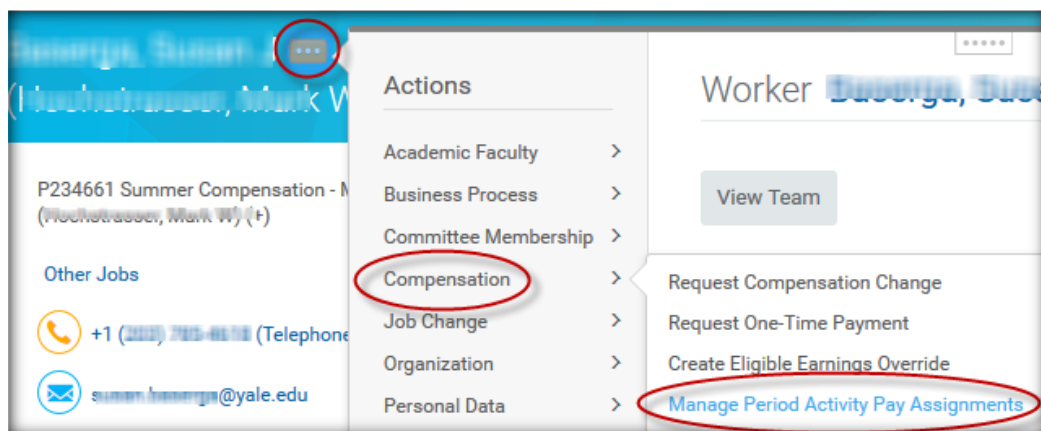 Actions
Worker
Academic Faculty
P234661 Summer Compensation -
Business Process
View Team
Committee Membership
Other Jobs
Compensation
Request Compensation Change
+1 ( (Telephone
Job Change
Request One-Time Payment
Organization
Create Eligible Earnings Override
@yale.edu
Personal Data
Manage Period Activity Pay Assignments